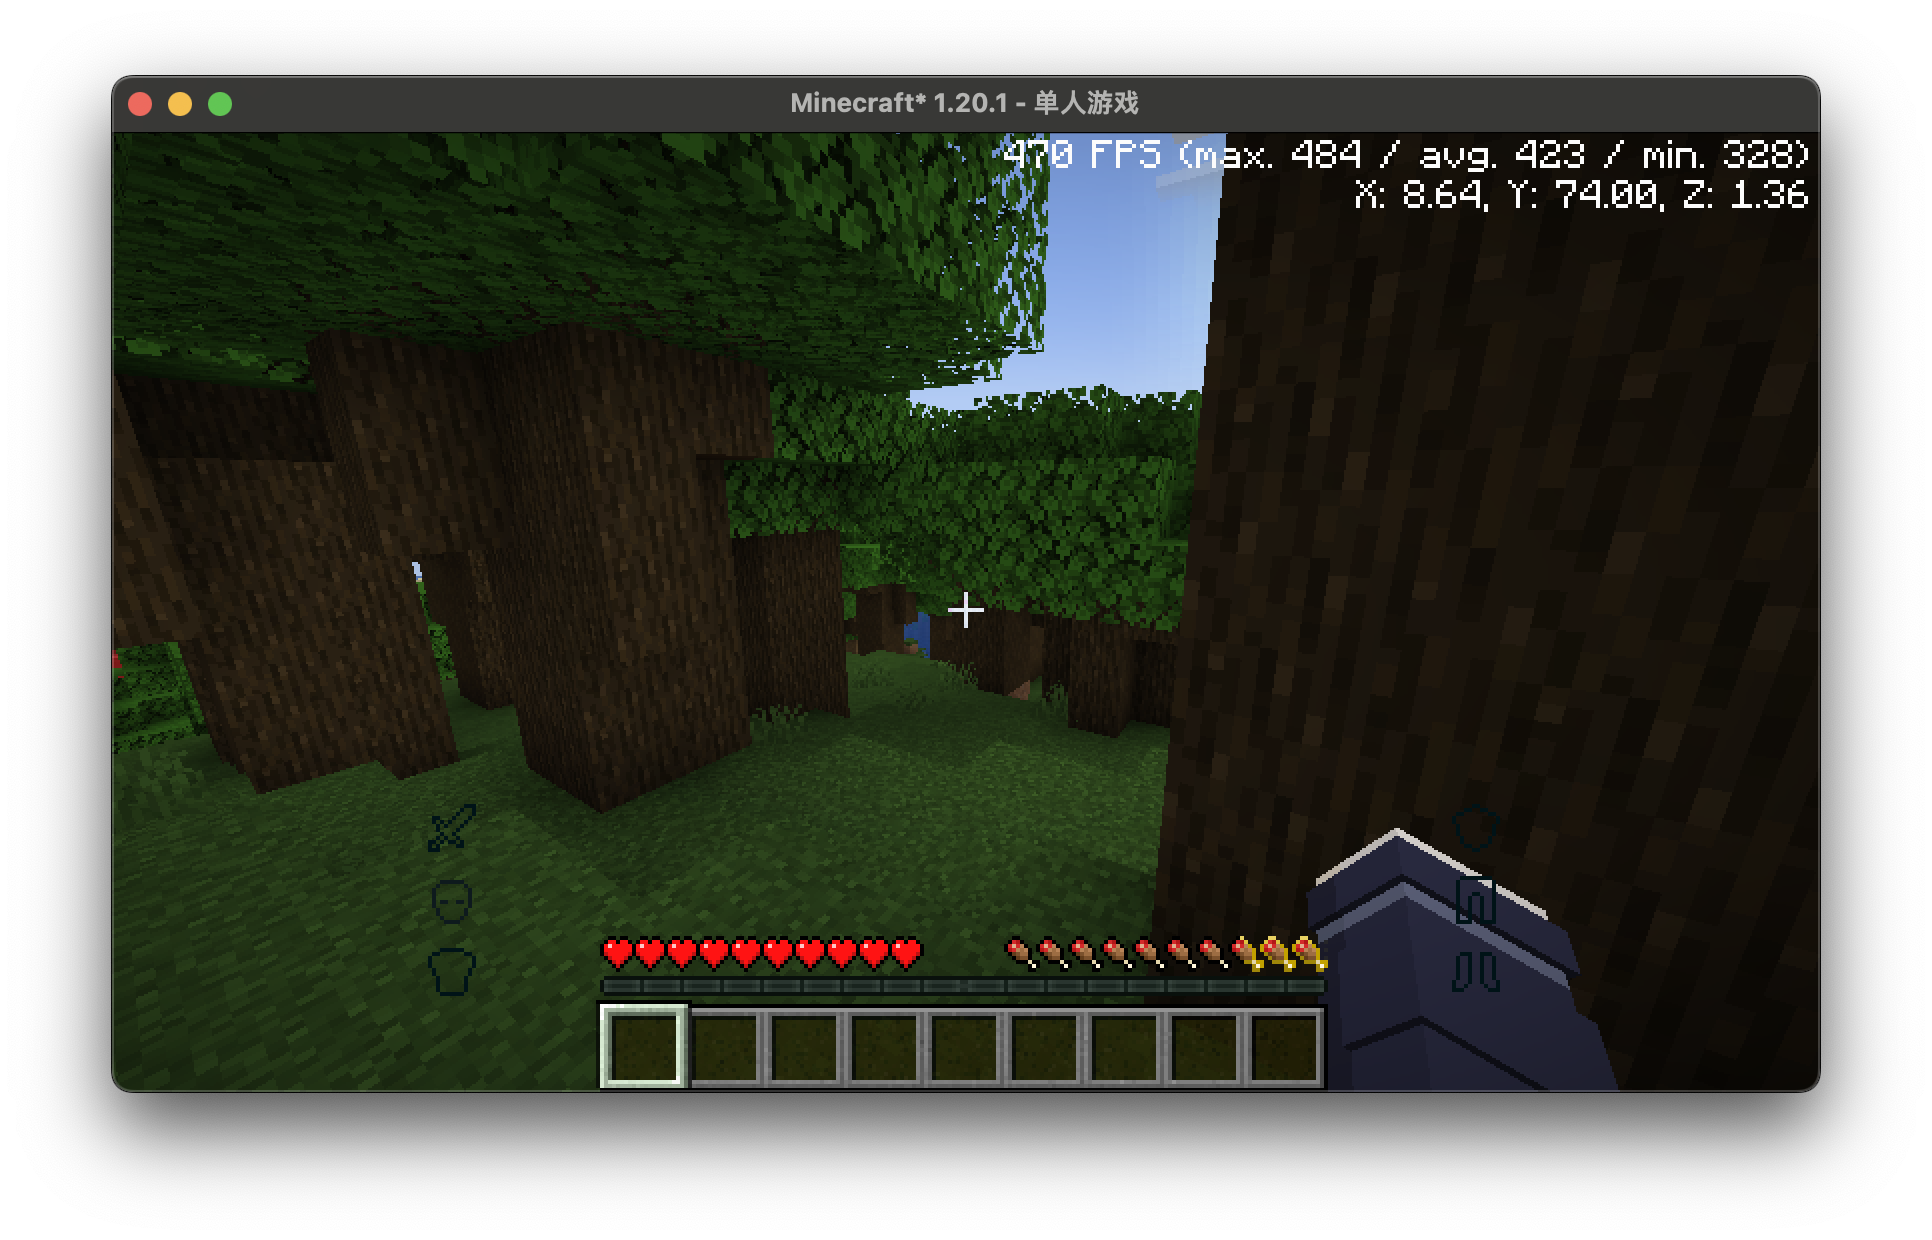 Minecraft* 1.20.1 - 单人游戏
470 FPS (max. 484 / avg. 423 / min. 328)
X: 8.64, Y: 74.00, Z: 1.36